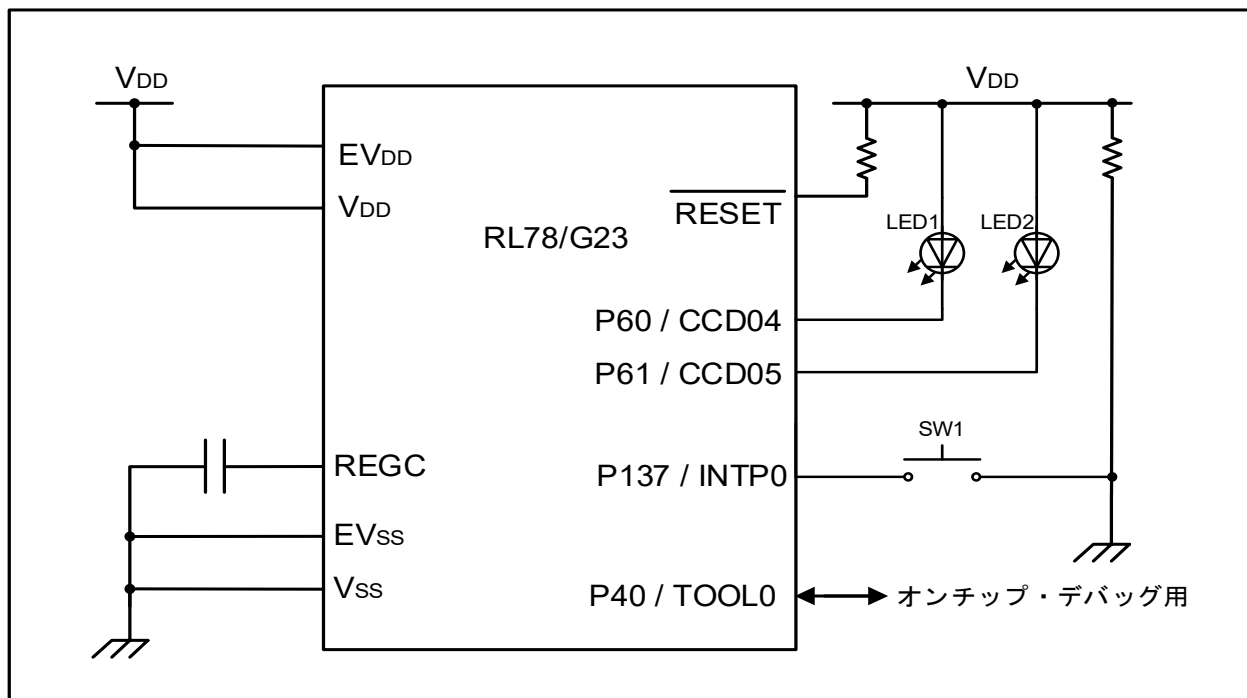 VDD
VDD
EVDD
VDD
RL78/G23
RESET
LED1
LED2
P60 / CCD04
P61 / CCD05
SW1
REGC
P137 / INTP0
EVSS
VSS
P40 / TOOL0
オンチップ・デバッグ用